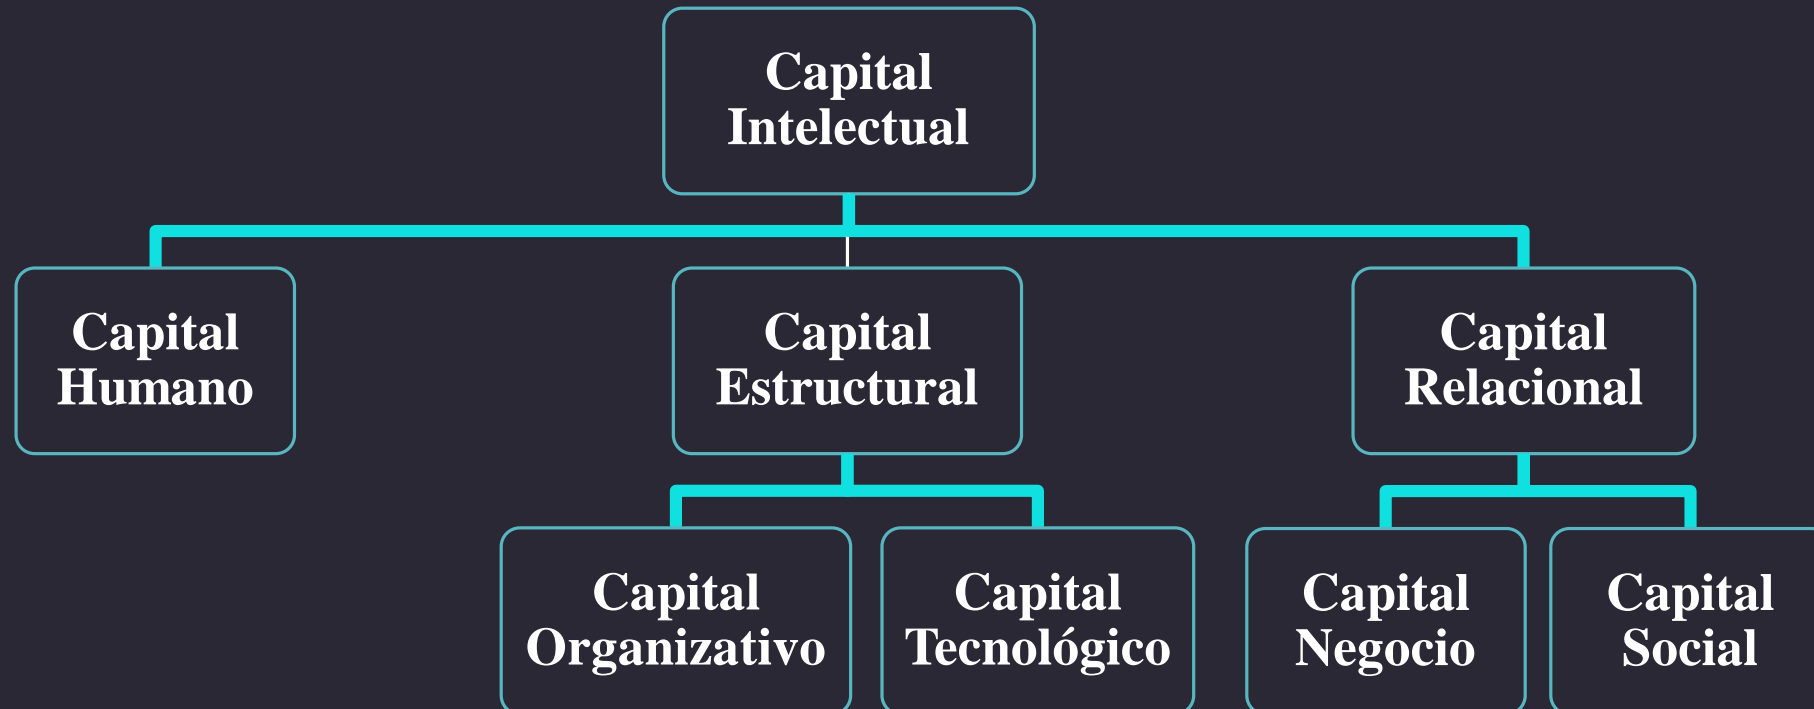 Capital
Intelectual
Capital
Humano
Capital
Estructural
Capital
Relacional
Capital
Organizativo
Capital
Tecnológico
Capital
Negocio
Capital
Social